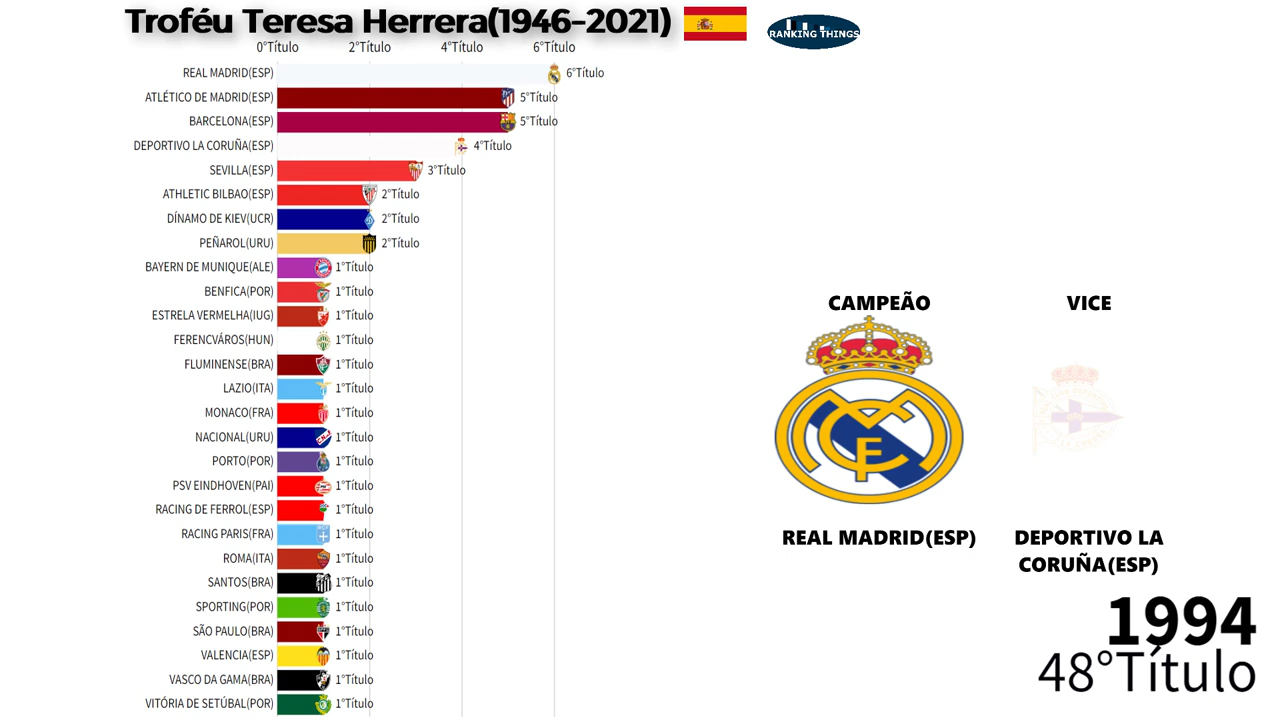 Troféu Teresa Herrera(1946–2021)
RANKING THINGS
0°Título 2°Título 4°Título 6°Título
REAL MADRID(ESP) 6°Título
ATLÉTICO DE MADRID(ESP) 5°Título
BARCELONA(ESP) 5°Título
DEPORTIVO LA CORUÑA(ESP) 4°Título
SEVILLA(ESP) 3°Título
ATHLETIC BILBAO(ESP) 2°Título
DÍNAMO DE KIEV(UCR) 2°Título
PEÑAROL(URU) 2°Título
BAYERN DE MUNIQUE(ALE) 1°Título
BENFICA(POR) 1°Título
ESTRELA VERMELHA(IUG) 1°Título
FERENCVÁROS(HUN) 1°Título
FLUMINENSE(BRA) 1°Título
LAZIO(ITA) 1°Título
MONACO(FRA) 1°Título
NACIONAL(URU) 1°Título
PORTO(POR) 1°Título
PSV EINDHOVEN(PAI) 1°Título
RACING DE FERROL(ESP) 1°Título
RACING PARIS(FRA) 1°Título
ROMA(ITA) 1°Título
SANTOS(BRA) 1°Título
SPORTING(POR) 1°Título
SÃO PAULO(BRA) 1°Título
VALENCIA(ESP) 1°Título
VASCO DA GAMA(BRA) 1°Título
VITÓRIA DE SETÚBAL(POR) 1°Título
CAMPEÃO
REAL MADRID(ESP)
VICE
DEPORTIVO LA
CORUÑA(ESP)
1994
48°Título